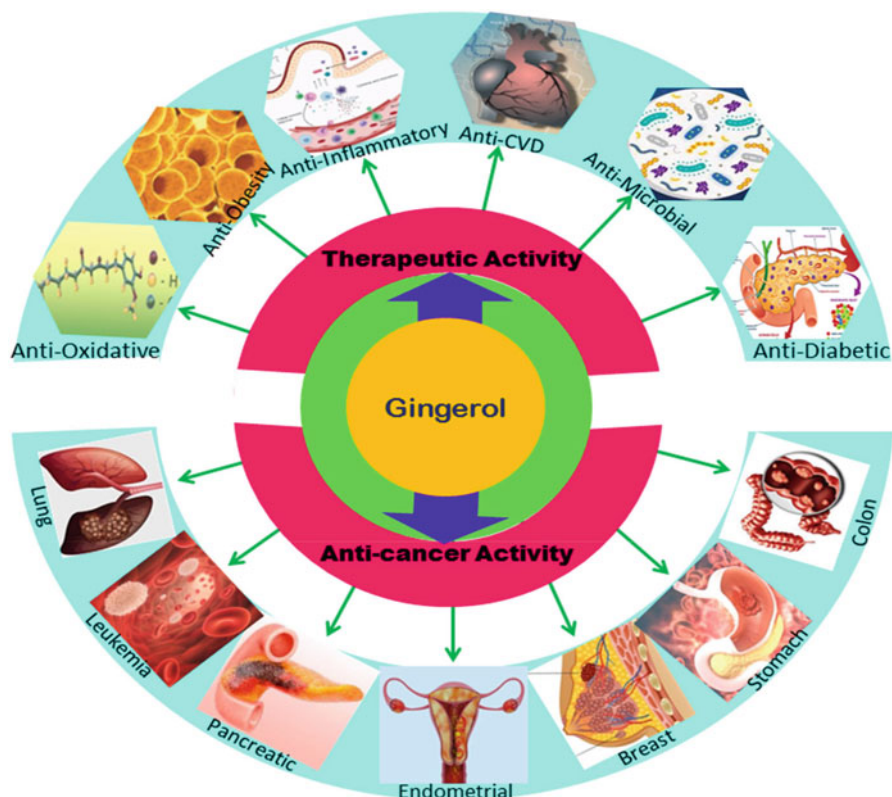 Anti-Inflammatory
Anti-CVD
Anti-Obesity
Anti-Microbial
Anti-Oxidative
Anti-Diabetic
Therapeutic Activity
Gingerol
Anti-cancer Activity
Lung
Colon
Leukemia
Stomach
Pancreatic
Breast
Endometrial